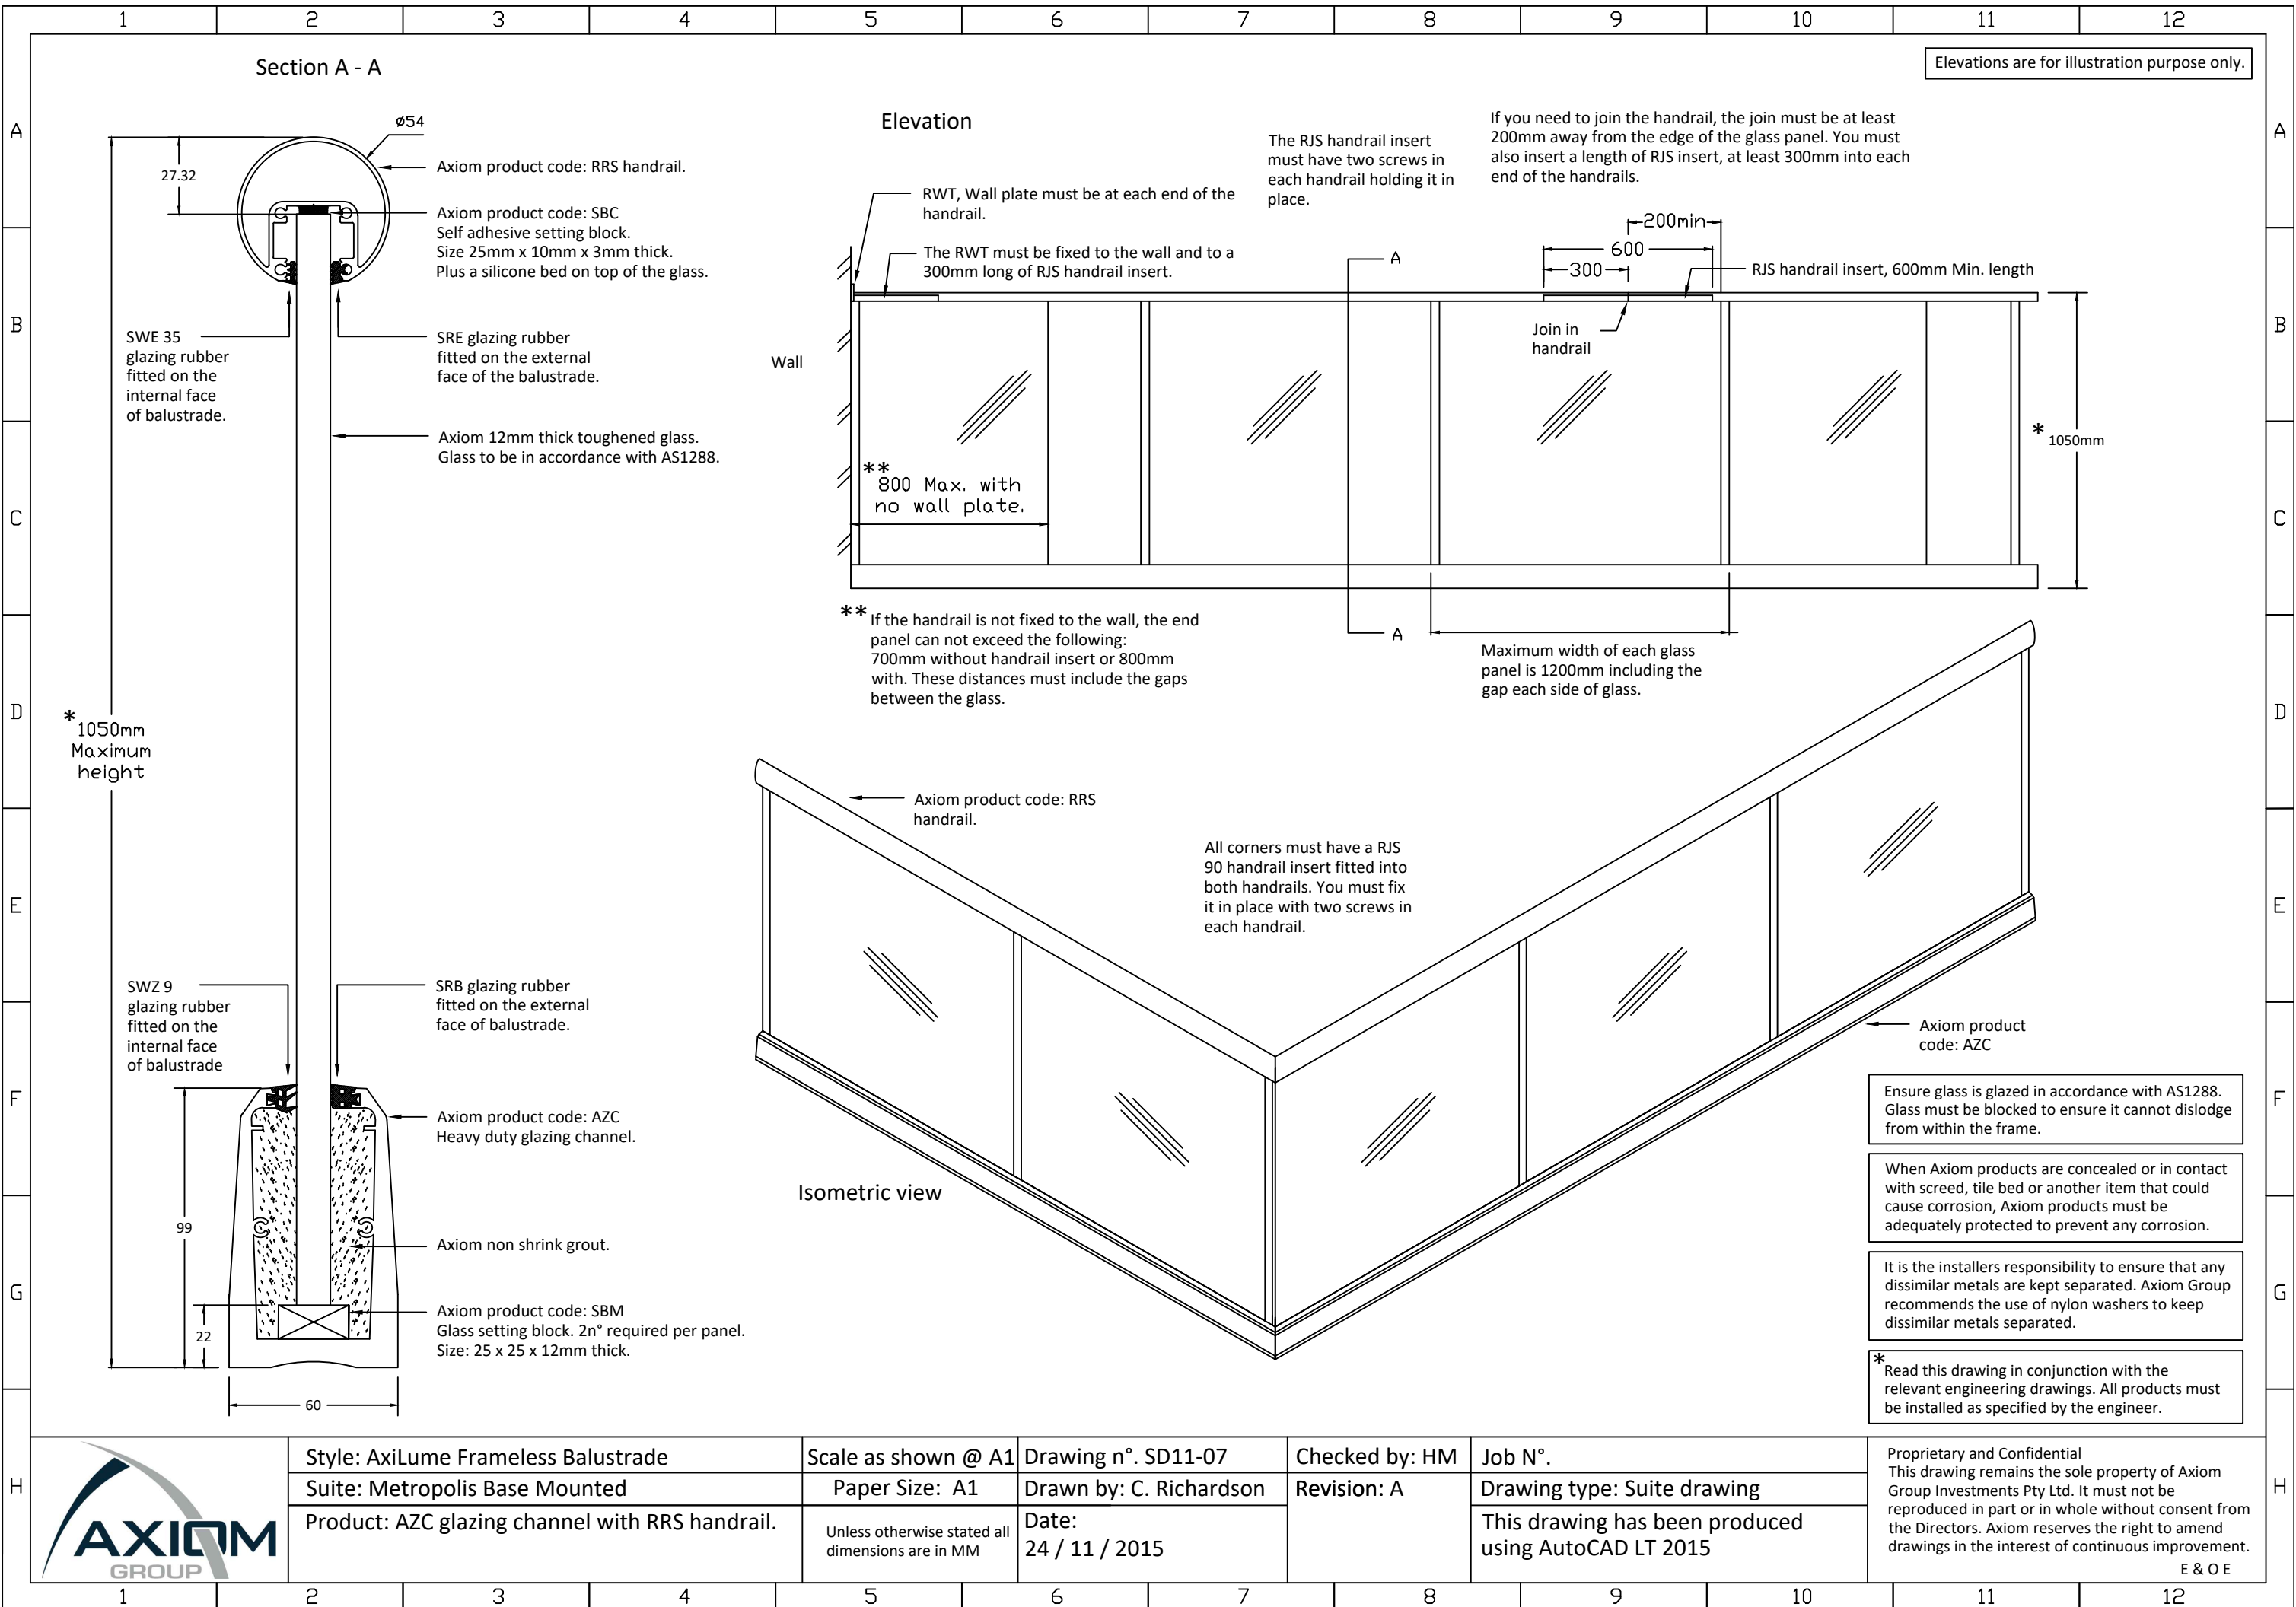 1 2 3 4 5 6 7 8 9 10 11 12
A
B
C
D
E
F
G
H
A
B
C
D
E
F
G
H
Section A - A
ø54
27.32
Axiom product code: RRS handrail.
Axiom product code: SBC
Self adhesive setting block.
Size 25mm x 10mm x 3mm thick.
Plus a silicone bed on top of the glass.
SWE 35
glazing rubber
fitted on the
internal face
of balustrade.
SRE glazing rubber
fitted on the external
face of the balustrade.
Axiom 12mm thick toughened glass.
Glass to be in accordance with AS1288.
*
1050mm
Maximum
height
SWZ 9
glazing rubber
fitted on the
internal face
of balustrade
SRB glazing rubber
fitted on the external
face of balustrade.
Axiom product code: AZC
Heavy duty glazing channel.
99
Axiom non shrink grout.
22
Axiom product code: SBM
Glass setting block. 2n° required per panel.
Size: 25 x 25 x 12mm thick.
60
Elevations are for illustration purpose only.
Elevation
RWT, Wall plate must be at each end of the
handrail.
The RWT must be fixed to the wall and to a
300mm long of RJS handrail insert.
The RJS handrail insert
must have two screws in
each handrail holding it in
place.
If you need to join the handrail, the join must be at least
200mm away from the edge of the glass panel. You must
also insert a length of RJS insert, at least 300mm into each
end of the handrails.
200min
600
300
RJS handrail insert, 600mm Min. length
A
Join in
handrail
Wall
**
800 Max. with
no wall plate.
* 1050mm
A
** If the handrail is not fixed to the wall, the end
panel can not exceed the following:
700mm without handrail insert or 800mm
with. These distances must include the gaps
between the glass.
Maximum width of each glass
panel is 1200mm including the
gap each side of glass.
Axiom product code: RRS
handrail.
All corners must have a RJS
90 handrail insert fitted into
both handrails. You must fix
it in place with two screws in
each handrail.
Axiom product
code: AZC
Isometric view
Ensure glass is glazed in accordance with AS1288.
Glass must be blocked to ensure it cannot dislodge
from within the frame.
When Axiom products are concealed or in contact
with screed, tile bed or another item that could
cause corrosion, Axiom products must be
adequately protected to prevent any corrosion.
It is the installers responsibility to ensure that any
dissimilar metals are kept separated. Axiom Group
recommends the use of nylon washers to keep
dissimilar metals separated.
*Read this drawing in conjunction with the
relevant engineering drawings. All products must
be installed as specified by the engineer.
AXIOM
GROUP
Style: AxiLume Frameless Balustrade
Suite: Metropolis Base Mounted
Product: AZC glazing channel with RRS handrail.
Scale as shown @ A1
Paper Size: A1
Unless otherwise stated all
dimensions are in MM
Drawing n°. SD11-07
Drawn by: C. Richardson
Date:
24 / 11 / 2015
Checked by: HM
Revision: A
Job N°.
Drawing type: Suite drawing
This drawing has been produced
using AutoCAD LT 2015
Proprietary and Confidential
This drawing remains the sole property of Axiom
Group Investments Pty Ltd. It must not be
reproduced in part or in whole without consent from
the Directors. Axiom reserves the right to amend
drawings in the interest of continuous improvement.
E & O E
1 2 3 4 5 6 7 8 9 10 11 12